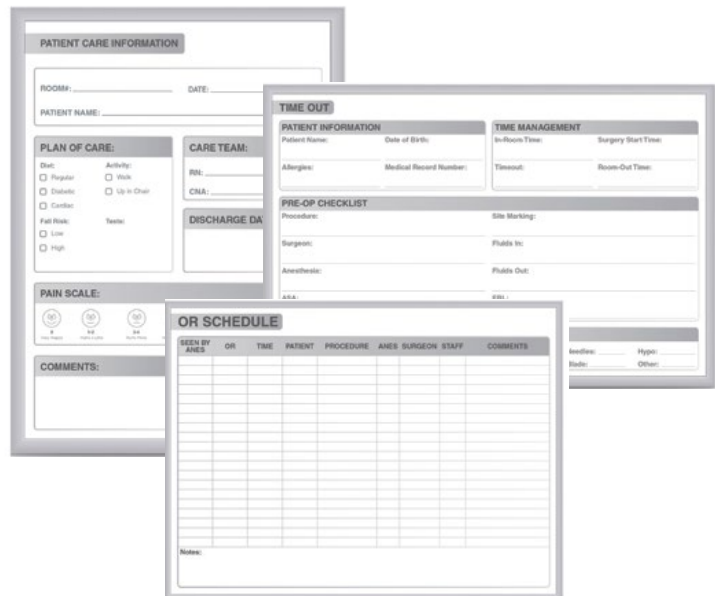 PATIENT CARE INFORMATION
ROOM#:
DATE:
PATIENT NAME:
PLAN OF CARE:
Diet:
Activity:
Regular
Walk
Diabetic
Up in Chair
Cardiac
Fall Risk:
Tests:
Low
High
CARE TEAM:
RN:
CNA:
DISCHARGE DA
PAIN SCALE:
COMMENTS:
TIME OUT
PATIENT INFORMATION
Patient Name:
Date of Birth:
Allergies:
Medical Record Number:
TIME MANAGEMENT
In-Room Time:
Surgery Start Time:
Timeout:
Room-Out Time:
PRE-OP CHECKLIST
Procedure:
Site Marking:
Surgeon:
Fluids In:
Anesthesia:
Fluids Out:
ASA:
EBL:
Needles:
Hypo:
Blade:
Other:
OR SCHEDULE
SEEN BY ANES
OR
TIME
PATIENT
PROCEDURE
ANES
SURGEON
STAFF
COMMENTS
Notes: